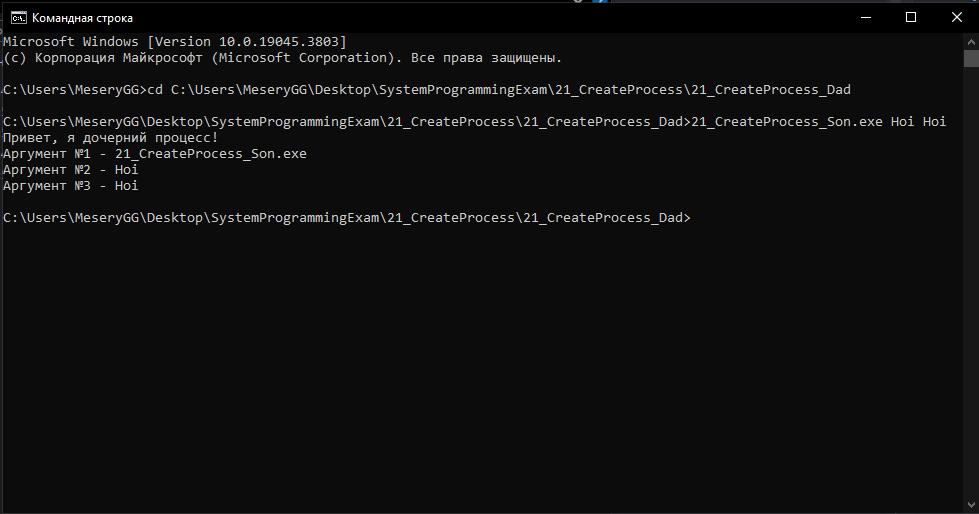 Командная строка
Microsoft Windows [Version 10.0.19045.3803]
(c) Корпорация Майкрософт (Microsoft Corporation). Все права защищены.
C:\Users\MeseryGG>cd C:\Users\MeseryGG\Desktop\SystemProgrammingExam\21_CreateProcess\21_CreateProcess_Dad
C:\Users\MeseryGG\Desktop\SystemProgrammingExam\21_CreateProcess\21_CreateProcess_Dad>21_CreateProcess_Son.exe Hoi Hoi
Привет, я дочерний процесс!
Аргумент №1 - 21_CreateProcess_Son.exe
Аргумент №2 - Hoi
Аргумент №3 - Hoi
C:\Users\MeseryGG\Desktop\SystemProgrammingExam\21_CreateProcess\21_CreateProcess_Dad>